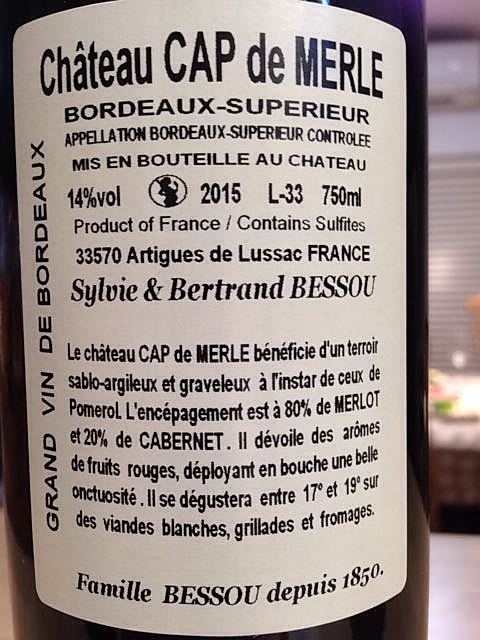 Château CAP de MERLE
BORDEAUX-SUPERIEUR
APPELLATION BORDEAUX-SUPERIEUR CONTROLEE
MIS EN BOUTEILLE AU CHATEAU
14%vol 2015 L-33 750ml
Product of France / Contains Sulfites
33570 Artigues de Lussac FRANCE
Sylvie & Bertrand BESSOU
GRAND VIN DE BORDEAUX
Le château CAP de MERLE bénéficie d'un terroir
sablo-argileux et graveleux à l'instar de ceux de
Pomerol. L'encépagement est à 80% de MERLOT
et 20% de CABERNET. Il dévoile des arômes
de fruits rouges, déployant en bouche une belle
onctuosité. Il se dégustera entre 17° et 19° sur
des viandes blanches, grillades et fromages.
Famille BESSOU depuis 1850.